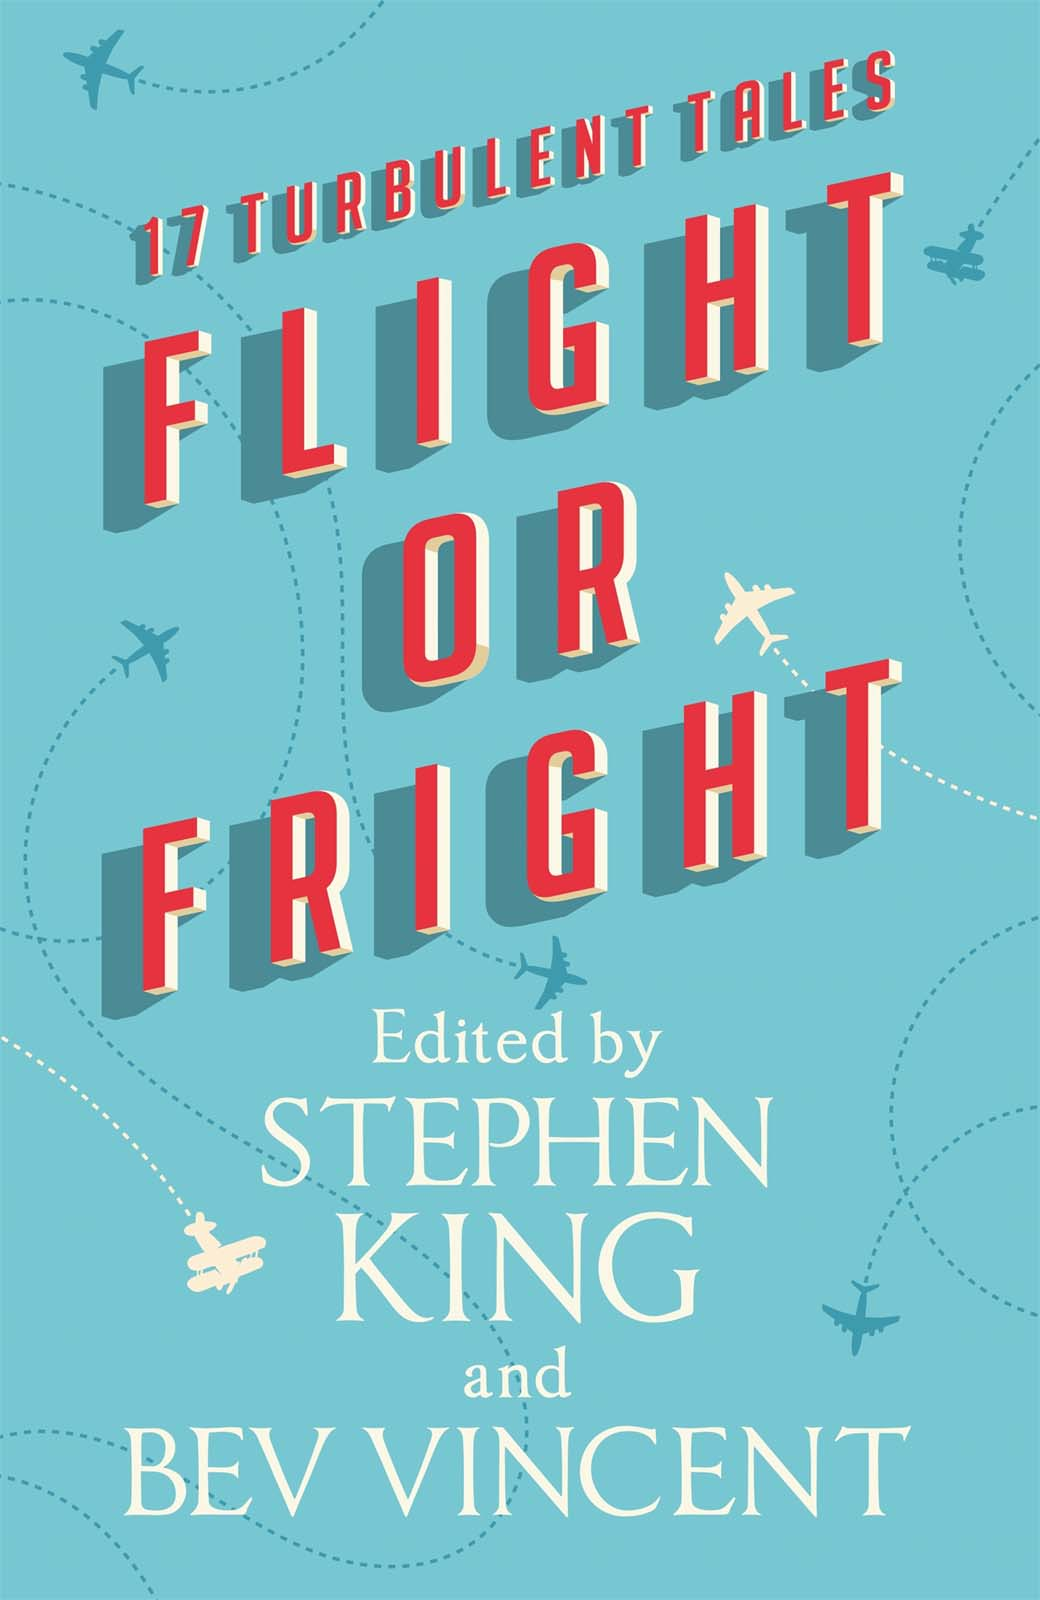 17 TURBULENT TALES
FLIGHT
OR
FRIGHT
Edited by
STEPHEN
KING
and
BEV VINCENT